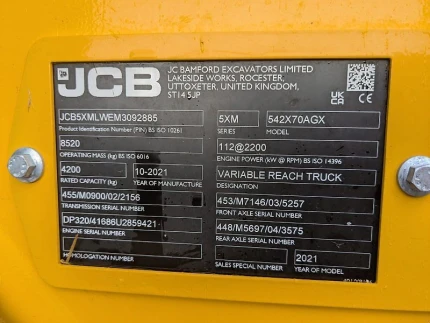 JCB
JC BAMFORD EXCAVATORS LIMITED
LAKESIDE WORKS, ROCESTER,
UTTOXETER, UNITED KINGDOM,
ST14 5JP
UK
CA
CE
JCB5XMLWEM3092885
Product Identification Number (PIN) BS ISO 10261
8520
OPERATING MASS (kg) BS ISO 6016
4200 10-2021
RATED CAPACITY (kg) YEAR OF MANUFACTURE
455/M0900/02/2156
TRANSMISSION SERIAL NUMBER
DP320/41686U2859421
ENGINE SERIAL NUMBER
HOMOLOGATION NUMBER
5XM 542X70AGX
SERIES MODEL
112@2200
ENGINE POWER (kW @ RPM) BS ISO 14396
VARIABLE REACH TRUCK
DESIGNATION
453/M7146/03/5257
FRONT AXLE SERIAL NUMBER
448/M5697/04/3575
REAR AXLE SERIAL NUMBER
2021
SALES SPECIAL NUMBER YEAR OF MODEL